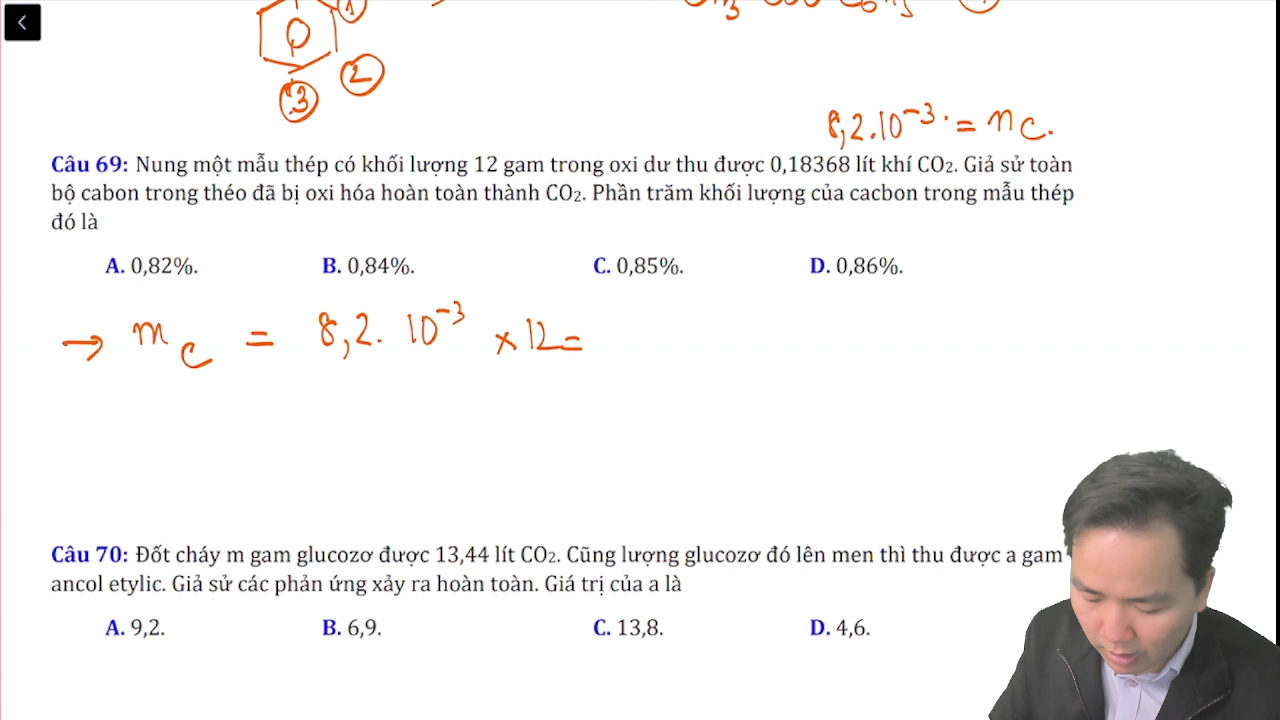 ① 
②
③
8,2.10⁻³ = n C.
Câu 69: Nung một mẫu thép có khối lượng 12 gam trong oxi dư thu được 0,18368 lít khí CO₂. Giả sử toàn
bộ cabon trong théo đã bị oxi hóa hoàn toàn thành CO₂. Phần trăm khối lượng của cacbon trong mẫu thép
đó là
A. 0,82%. B. 0,84%. C. 0,85%. D. 0,86%.
→ m C = 8,2. 10⁻³ × 12 =
Câu 70: Đốt cháy m gam glucozơ được 13,44 lít CO₂. Cũng lượng glucozơ đó lên men thì thu được a gam
ancol etylic. Giả sử các phản ứng xảy ra hoàn toàn. Giá trị của a là
A. 9,2. B. 6,9. C. 13,8. D. 4,6.